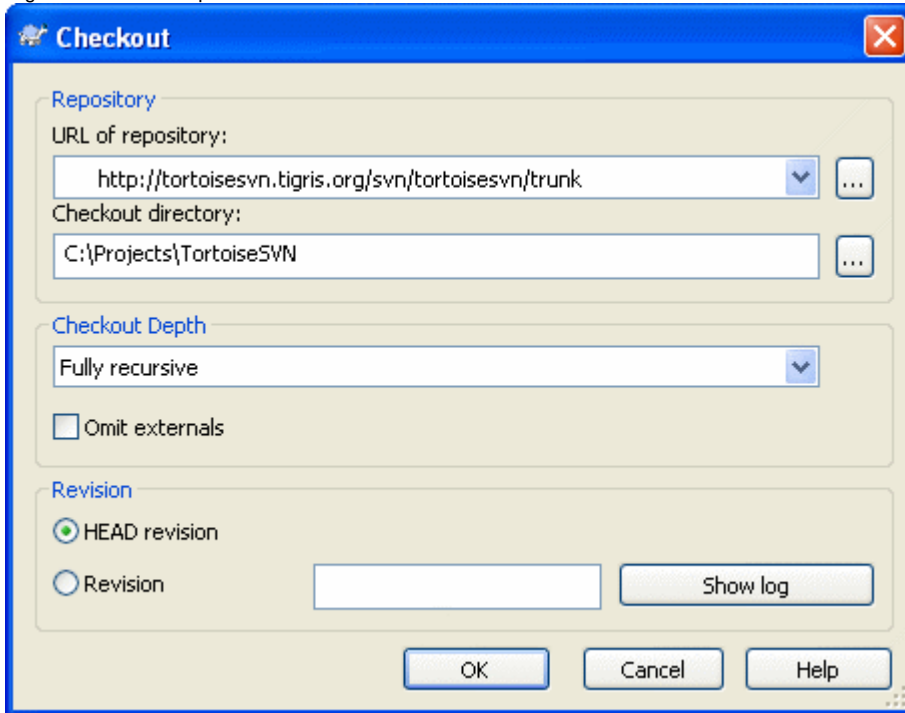 Checkout
Repository
URL of repository:
http://tortoisesvn.tigris.org/svn/tortoisesvn/trunk
...
Checkout directory:
C:\Projects\TortoiseSVN
...
Checkout Depth
Fully recursive
Omit externals
Revision
HEAD revision
Revision
Show log
OK
Cancel
Help